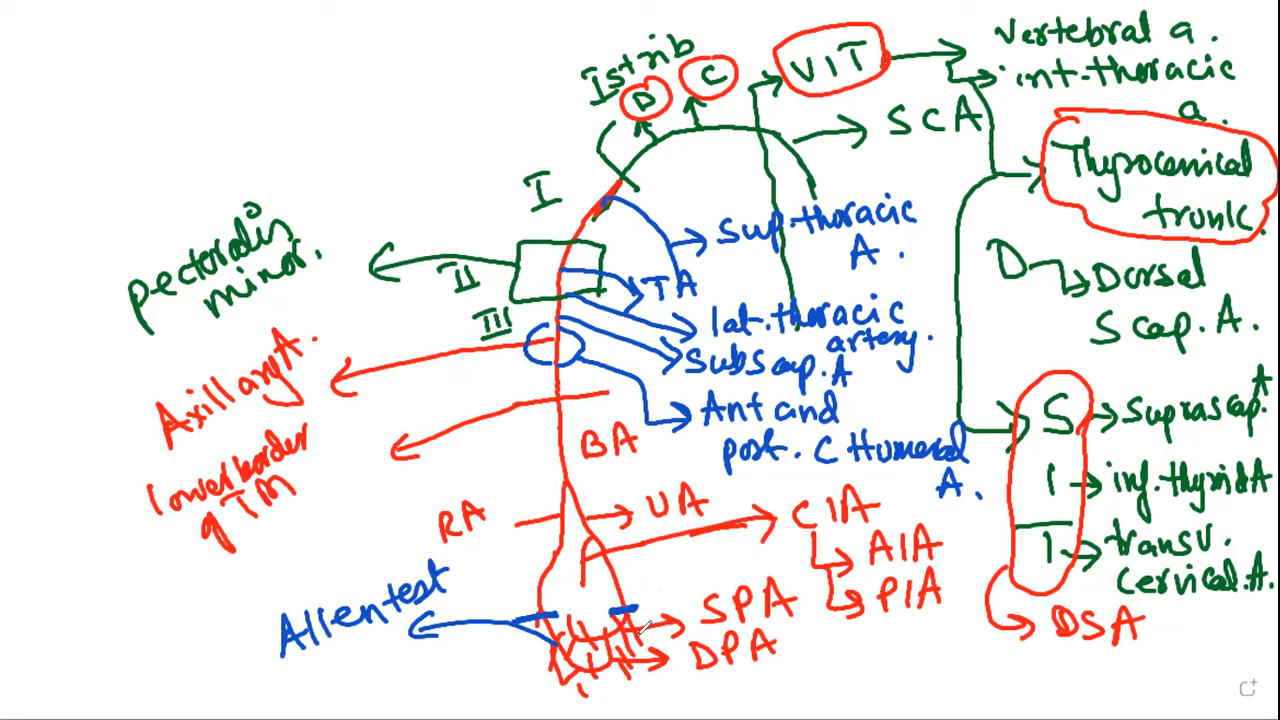 Ist rib
D
C
VIT
vertebral a.
int. thoracic
a.
SCA
Thyrocervical
trunk
I
Sup. thoracic
A.
pectoralis
minor.
II
TA
D
Dorsal
Scap. A.
III
lat. thoracic
artery.
Subscap. A
Axillary A.
Ant and
post. C Humeral
A.
S
Suprascap.
A
lower border
of TM
BA
I
inf. thyroid A
RA
UA
CIA
I
transv.
cervical. A.
AIA
PIA
Allen test
SPA
DPA
DSA